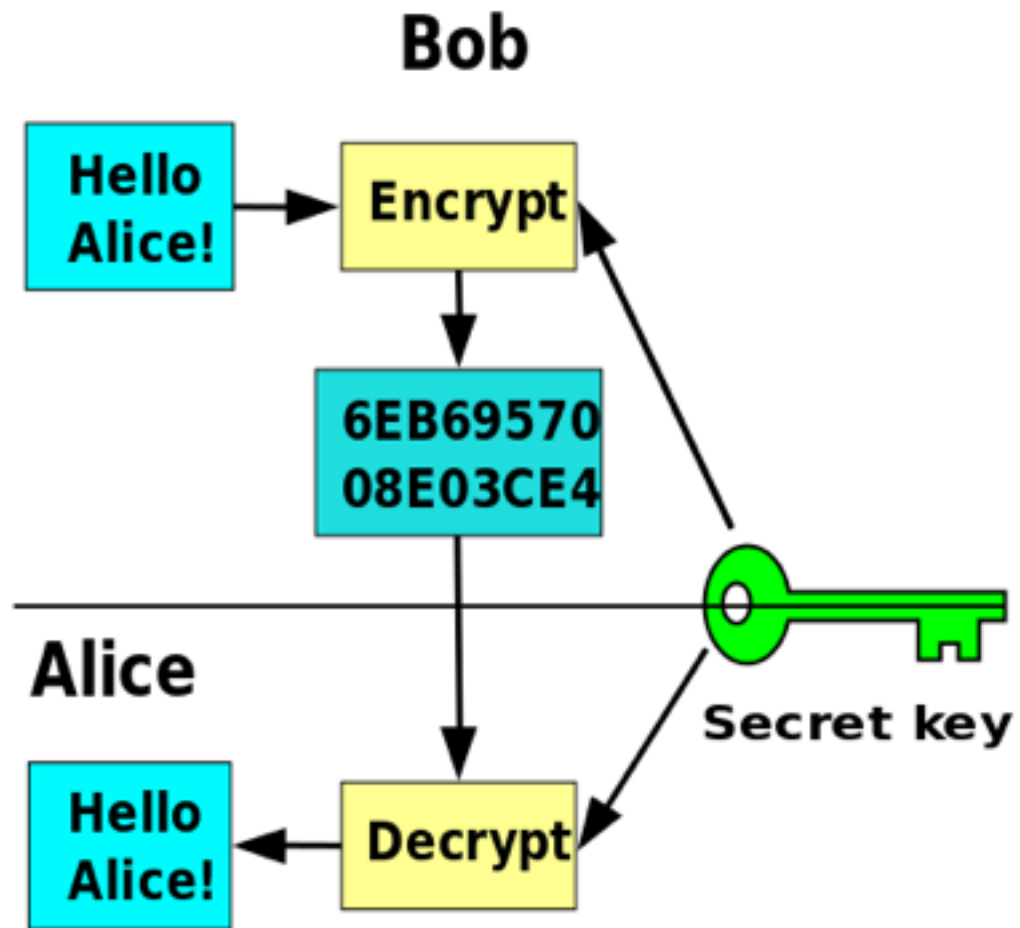 Bob
Hello
Alice!
Encrypt
6EB69570
08E03CE4
Alice
Secret key
Hello
Alice!
Decrypt